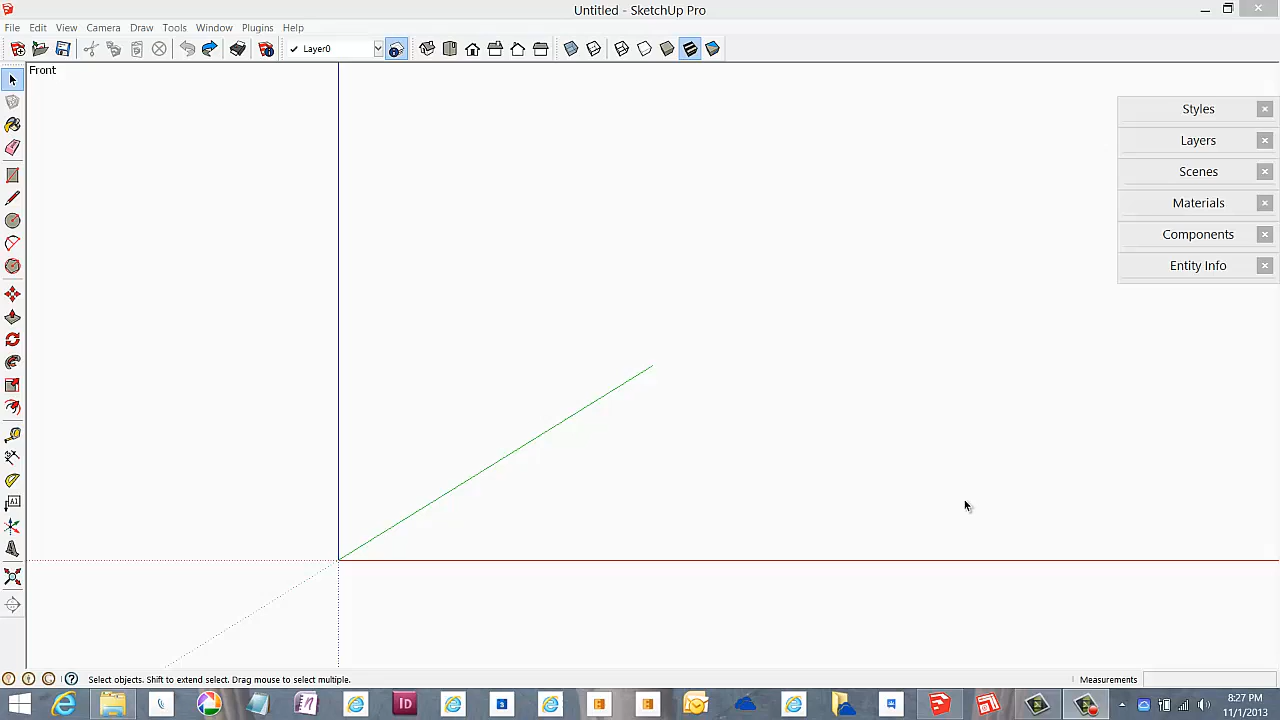 Untitled - SketchUp Pro
File Edit View Camera Draw Tools Window Plugins Help
Layer0
Front
Styles
Layers
Scenes
Materials
Components
Entity Info
Select objects. Shift to extend select. Drag mouse to select multiple.
Measurements
ID
8:27 PM
11/1/2013